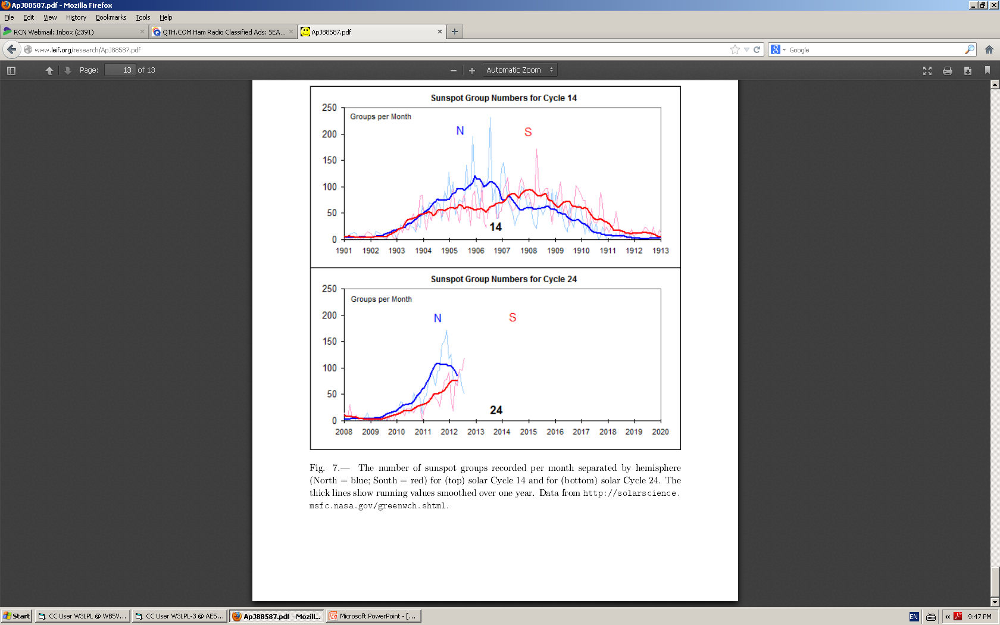 ApJ88587.pdf - Mozilla Firefox
File Edit View History Bookmarks Tools Help
RCN Webmail: Inbox (2391)
QTH.COM Ham Radio Classified Ads: SEA...
ApJ88587.pdf
www.leif.org/research/ApJ88587.pdf
Google
Page: 13 of 13
Automatic Zoom
Sunspot Group Numbers for Cycle 14
250
Groups per Month
N
S
200
150
100
50
14
0
1901 1902 1903 1904 1905 1906 1907 1908 1909 1910 1911 1912 1913
Sunspot Group Numbers for Cycle 24
250
Groups per Month
N
S
200
150
100
50
24
0
2008 2009 2010 2011 2012 2013 2014 2015 2016 2017 2018 2019 2020
Fig. 7.— The number of sunspot groups recorded per month separated by hemisphere
(North = blue; South = red) for (top) solar Cycle 14 and for (bottom) solar Cycle 24. The
thick lines show running values smoothed over one year. Data from http://solarscience.
msfc.nasa.gov/greenwch.shtml.
Start
CC User W3LPL @ WB5V...
CC User W3LPL-3 @ AE5...
ApJ88587.pdf - Mozill...
Microsoft PowerPoint - [...
EN
9:47 PM